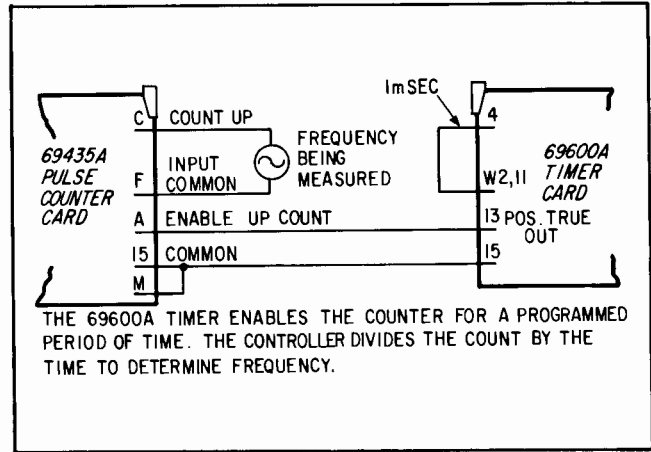 1mSEC
C COUNT UP
4
69435A
PULSE
COUNTER
CARD
FREQUENCY
BEING
MEASURED
69600A
TIMER
CARD
F INPUT
COMMON
W2,11
A ENABLE UP COUNT
13 POS. TRUE
OUT
15 COMMON
15
M
THE 69600A TIMER ENABLES THE COUNTER FOR A PROGRAMMED
PERIOD OF TIME. THE CONTROLLER DIVIDES THE COUNT BY THE
TIME TO DETERMINE FREQUENCY.